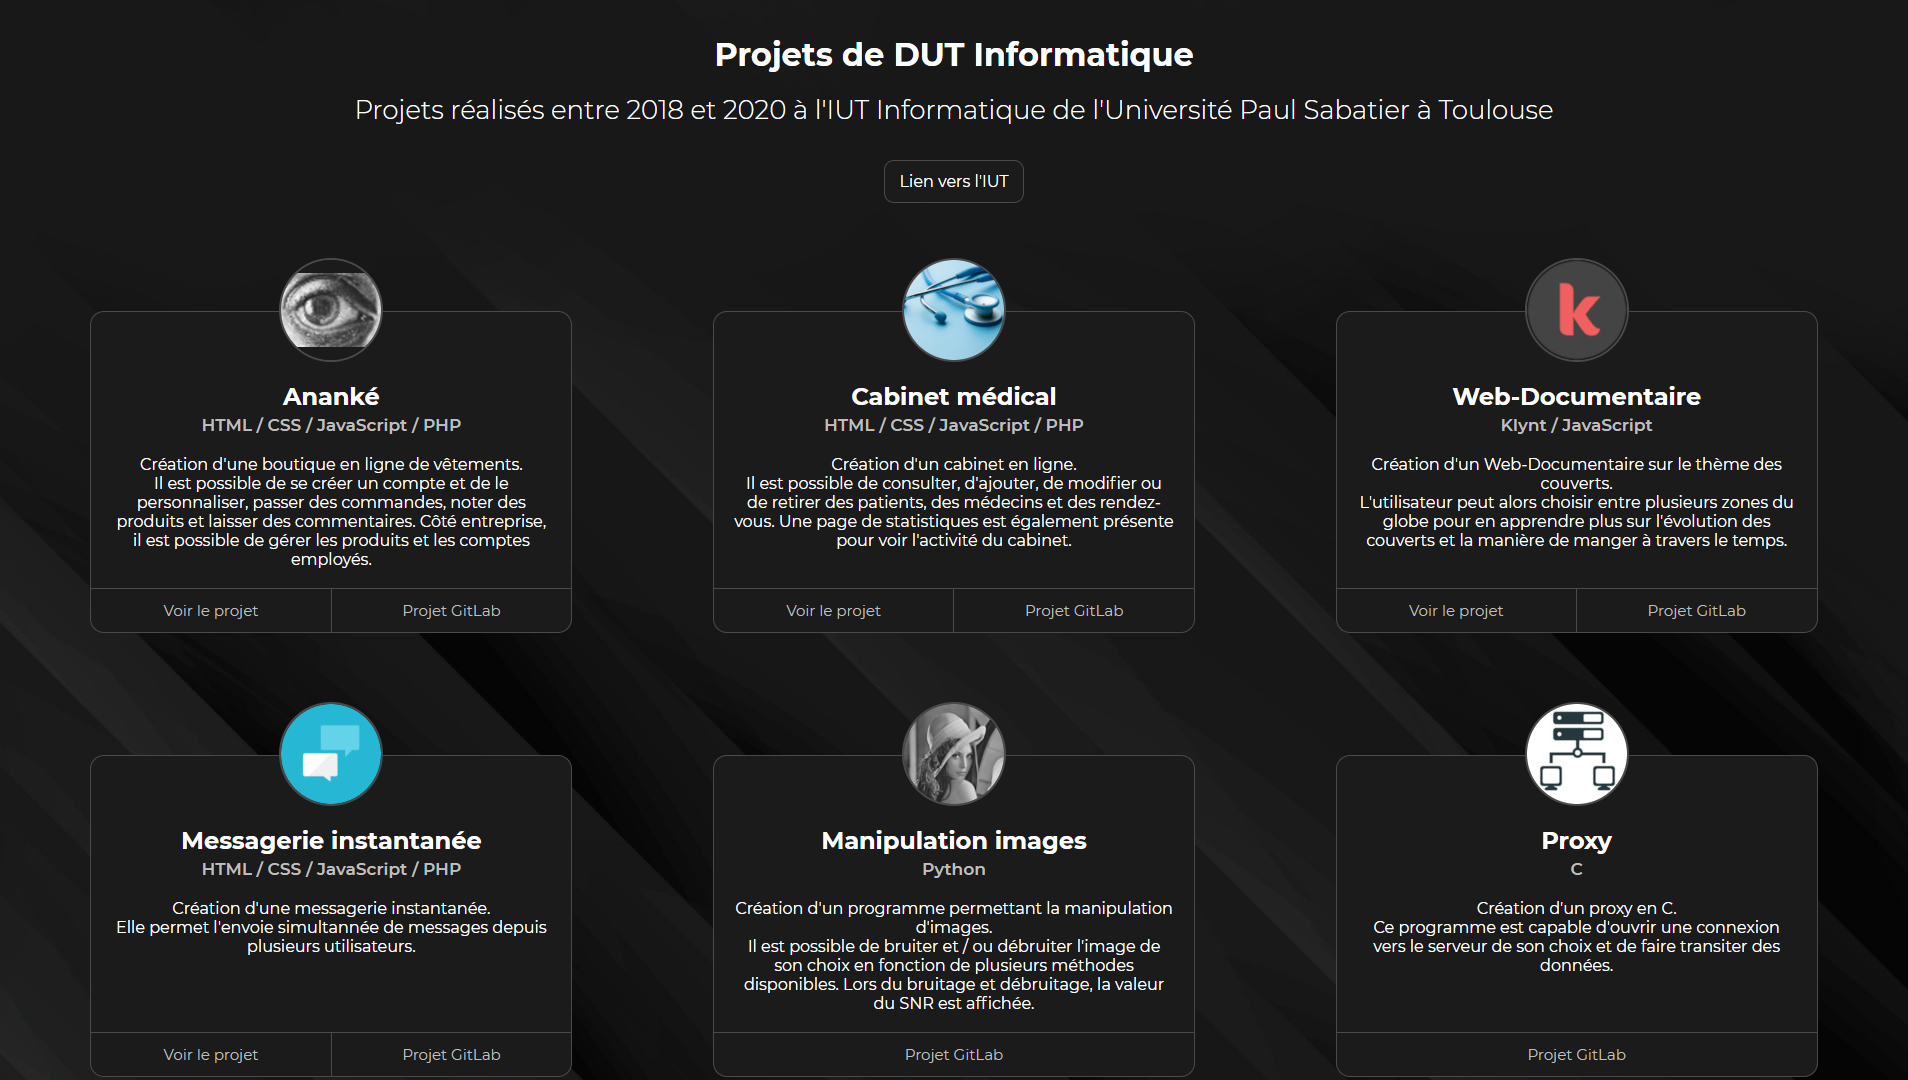 Projets de DUT Informatique
Projets réalisés entre 2018 et 2020 à l'IUT Informatique de l'Université Paul Sabatier à Toulouse
Lien vers l'IUT
Ananké
HTML / CSS / JavaScript / PHP
Création d'une boutique en ligne de vêtements.
Il est possible de se créer un compte et de le
personnaliser, passer des commandes, noter des
produits et laisser des commentaires. Côté entreprise,
il est possible de gérer les produits et les comptes
employés.
Voir le projet
Projet GitLab
Cabinet médical
HTML / CSS / JavaScript / PHP
Création d'un cabinet en ligne.
Il est possible de consulter, d'ajouter, de modifier ou
de retirer des patients, des médecins et des rendez-
vous. Une page de statistiques est également présente
pour voir l'activité du cabinet.
Voir le projet
Projet GitLab
k
Web-Documentaire
Klynt / JavaScript
Création d'un Web-Documentaire sur le thème des
couverts.
L'utilisateur peut alors choisir entre plusieurs zones du
globe pour en apprendre plus sur l'évolution des
couverts et la manière de manger à travers le temps.
Voir le projet
Projet GitLab
Messagerie instantanée
HTML / CSS / JavaScript / PHP
Création d'une messagerie instantanée.
Elle permet l'envoie simultannée de messages depuis
plusieurs utilisateurs.
Voir le projet
Projet GitLab
Manipulation images
Python
Création d'un programme permettant la manipulation
d'images.
Il est possible de bruiter et / ou débruiter l'image de
son choix en fonction de plusieurs méthodes
disponibles. Lors du bruitage et débruitage, la valeur
du SNR est affichée.
Projet GitLab
Proxy
C
Création d'un proxy en C.
Ce programme est capable d'ouvrir une connexion
vers le serveur de son choix et de faire transiter des
données.
Projet GitLab